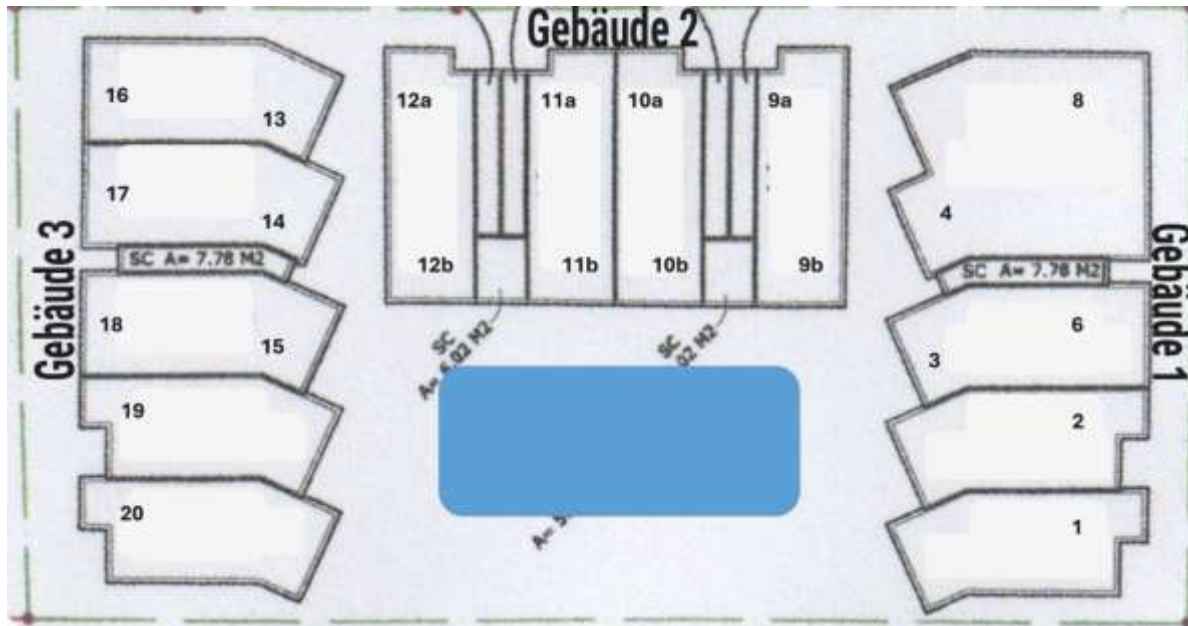 Gebäude 2
16
13
17
14
SC A= 7.78 M2
18
15
19
20
Gebäude 3
12a
11a
10a
9a
12b
11b
10b
9b
SC
A= 6.02 M2
SC
02 M2
A=
8
4
SC A= 7.78 M2
6
3
2
1
Gebäude 1